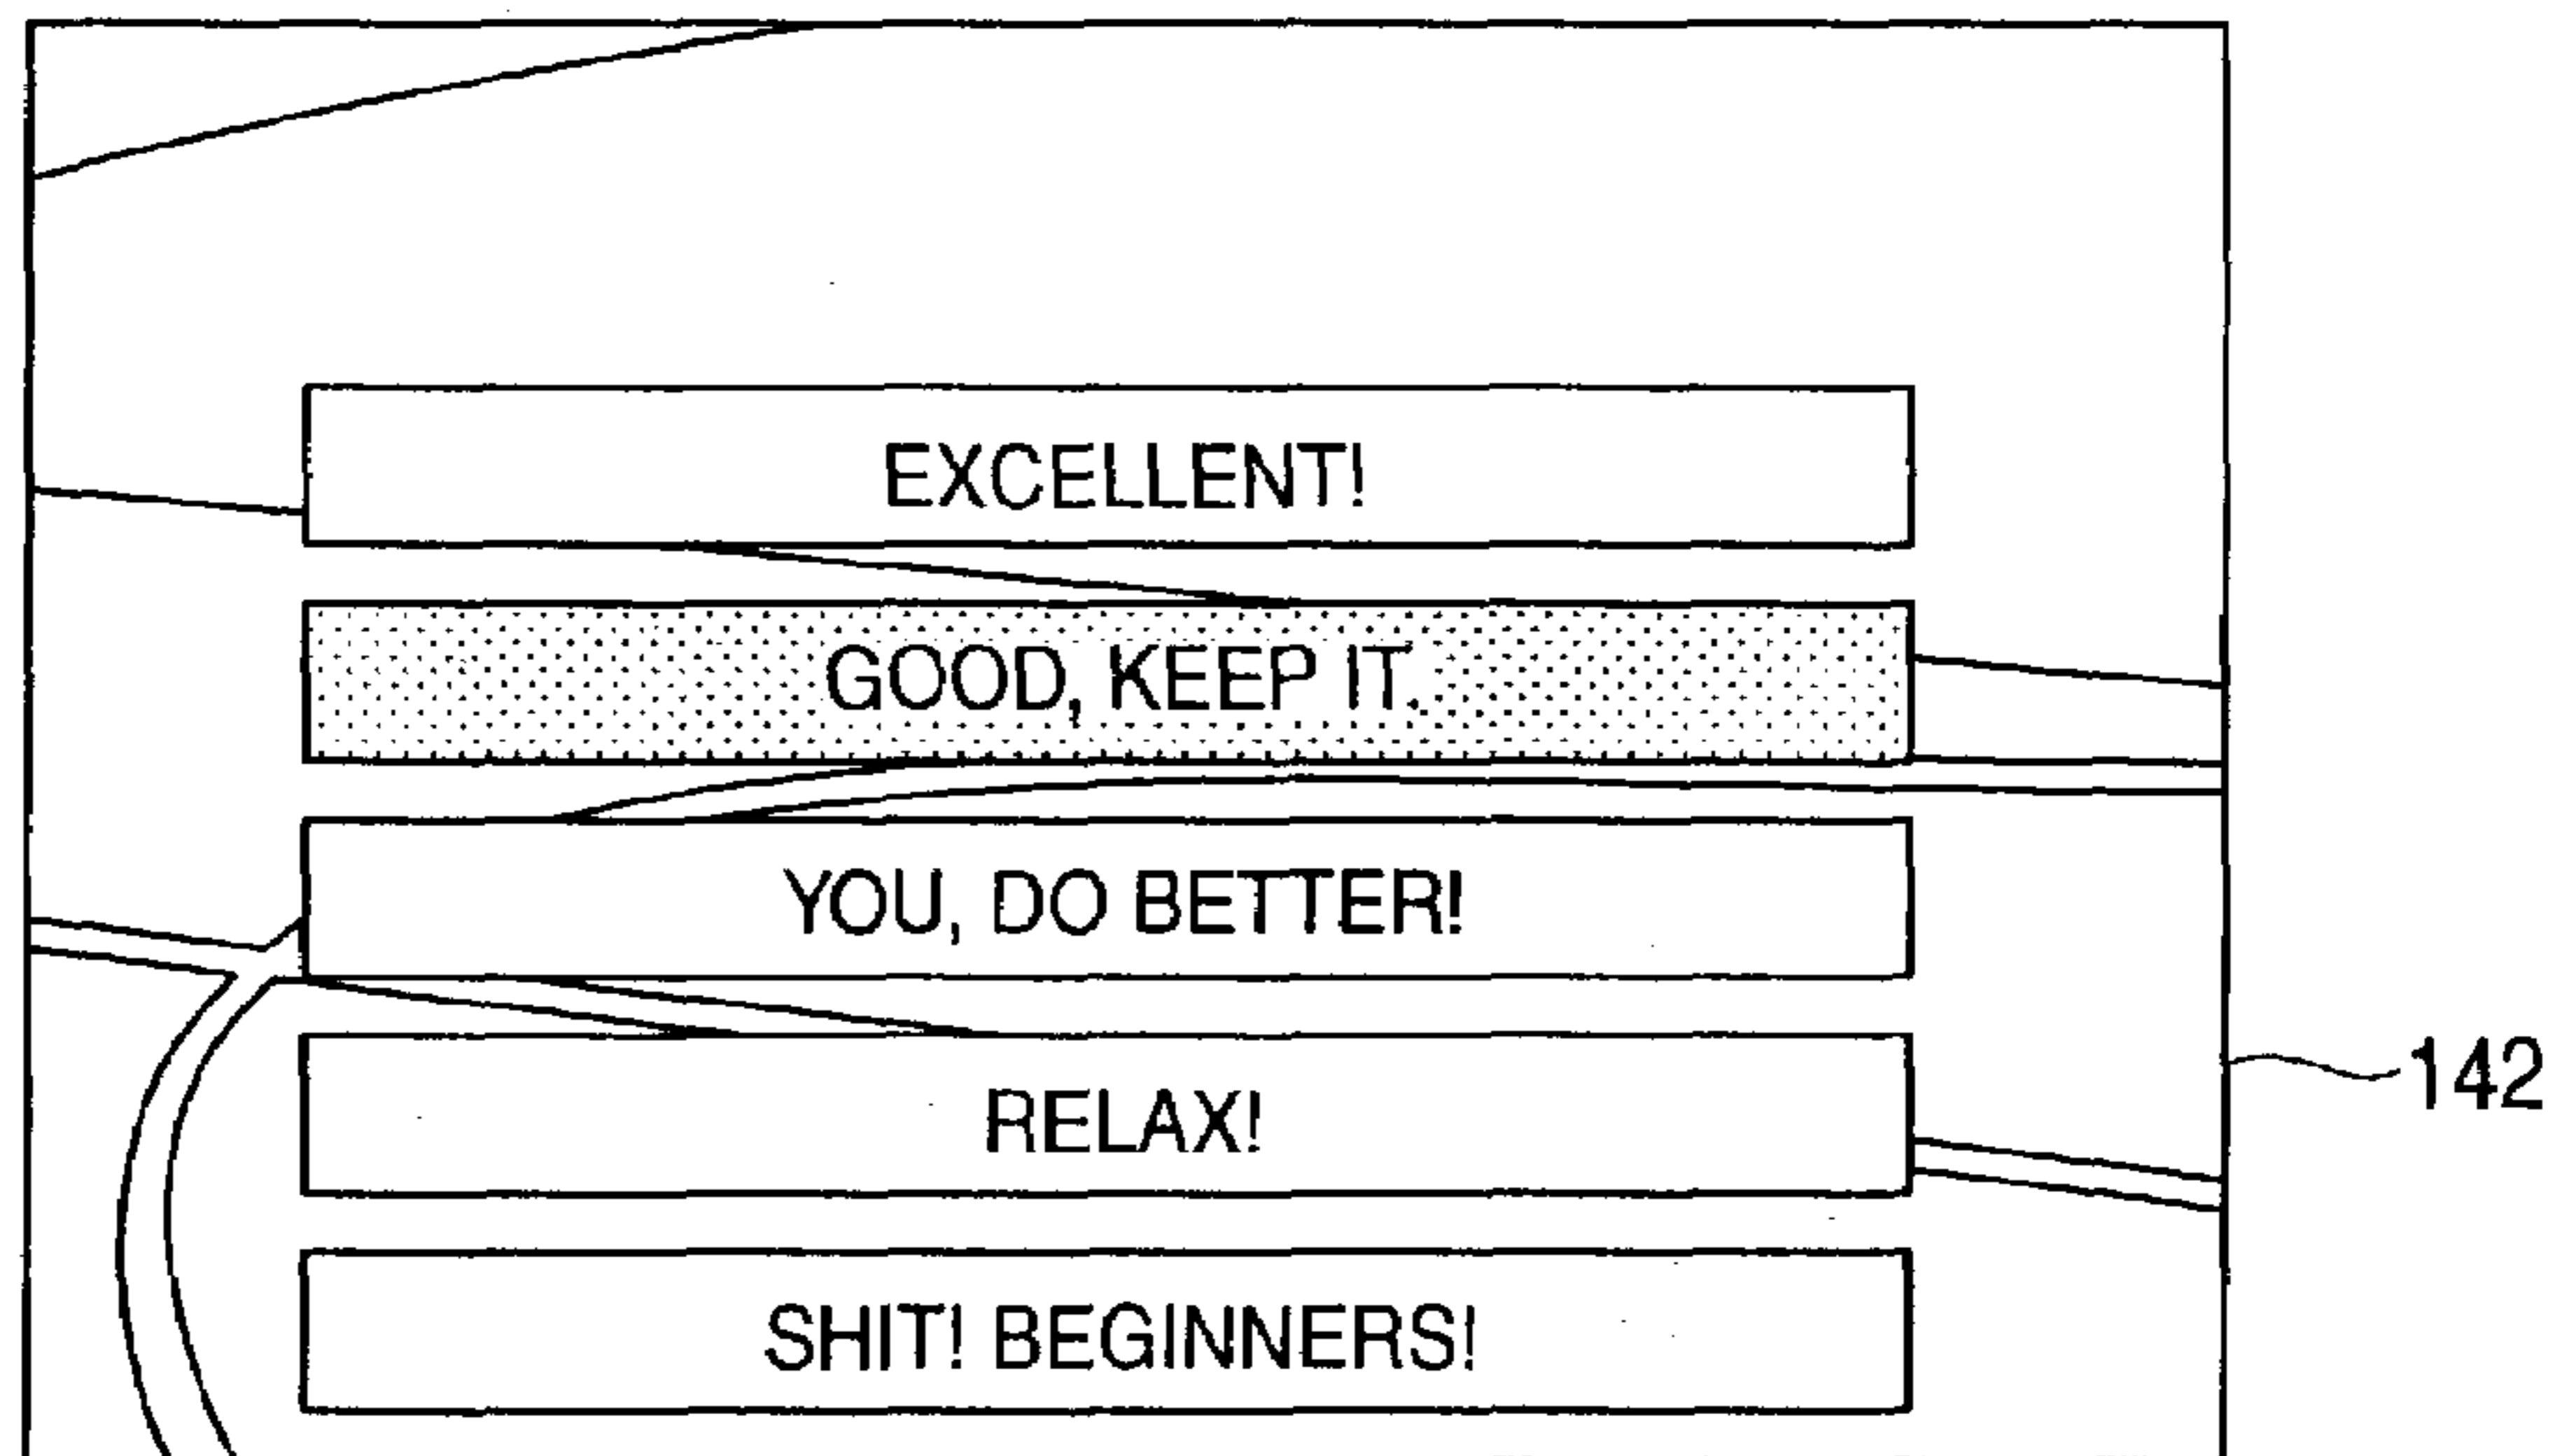 EXCELLENT!
GOOD, KEEP IT.
YOU, DO BETTER!
RELAX!
142
SHIT! BEGINNERS!